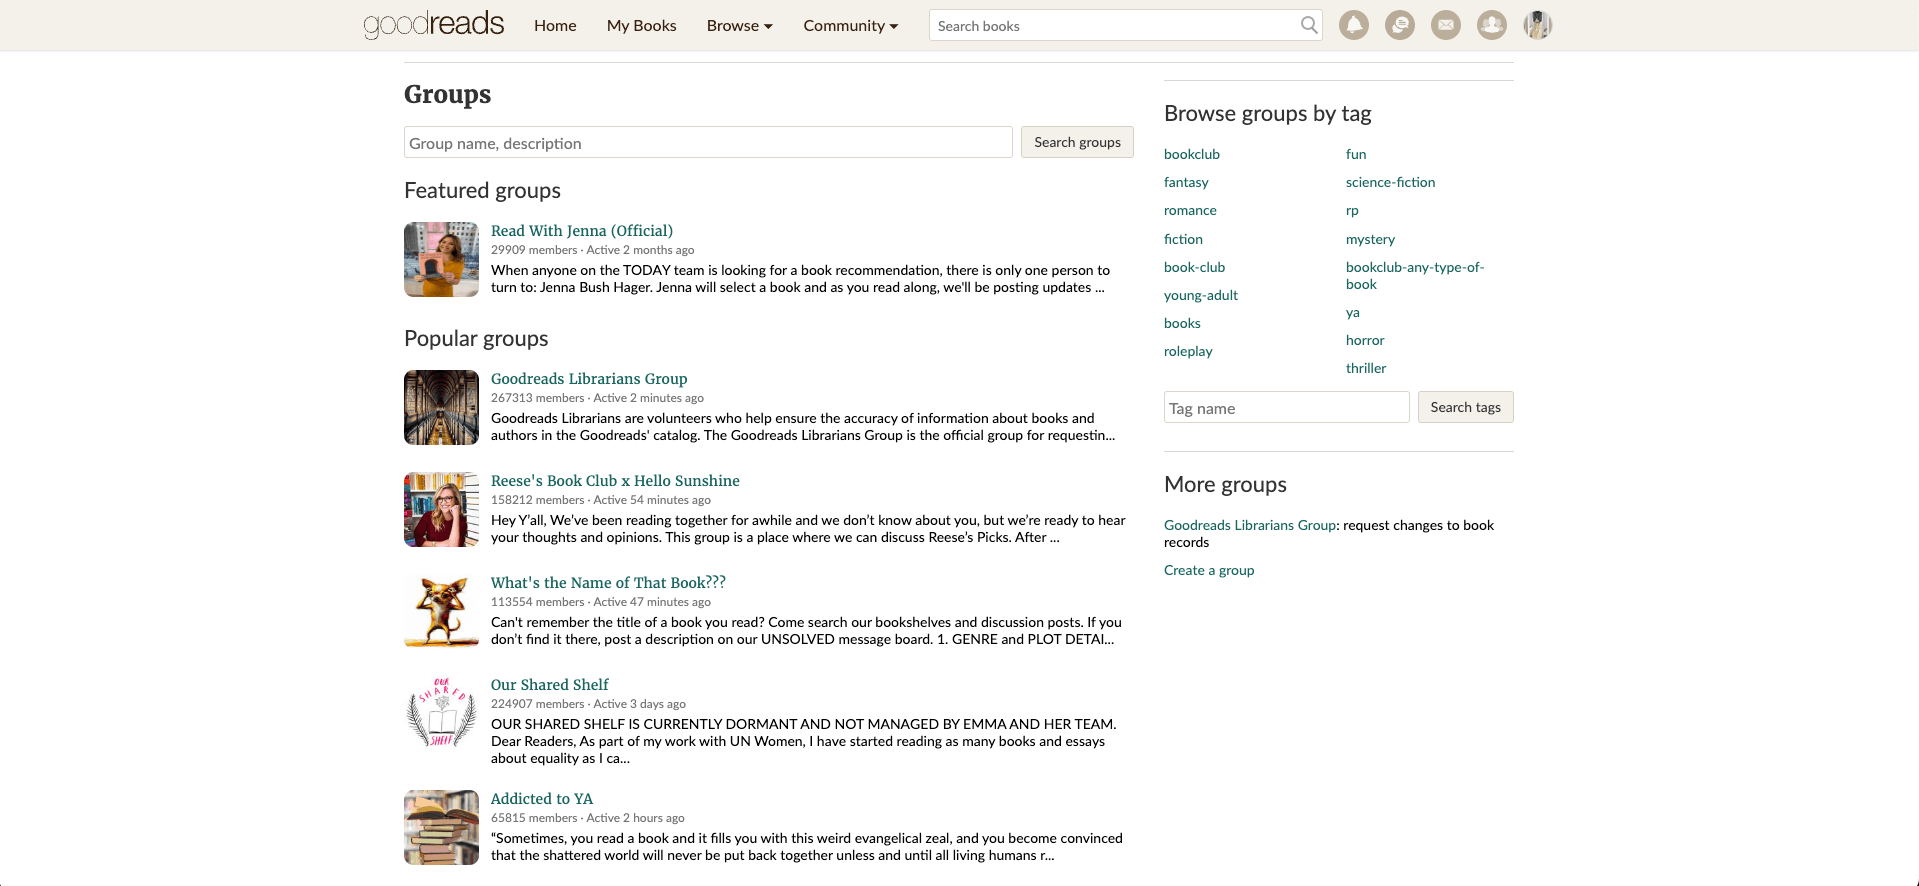 goodreads
Home
My Books
Browse
Community
Search books
Groups
Group name, description
Search groups
Featured groups
Read With Jenna (Official)
29909 members · Active 2 months ago
When anyone on the TODAY team is looking for a book recommendation, there is only one person to
turn to: Jenna Bush Hager. Jenna will select a book and as you read along, we'll be posting updates ...
Popular groups
Goodreads Librarians Group
267313 members · Active 2 minutes ago
Goodreads Librarians are volunteers who help ensure the accuracy of information about books and
authors in the Goodreads' catalog. The Goodreads Librarians Group is the official group for requestin...
Reese's Book Club x Hello Sunshine
158212 members · Active 54 minutes ago
Hey Y’all, We’ve been reading together for awhile and we don’t know about you, but we’re ready to hear
your thoughts and opinions. This group is a place where we can discuss Reese’s Picks. After ...
What's the Name of That Book???
113554 members · Active 47 minutes ago
Can't remember the title of a book you read? Come search our bookshelves and discussion posts. If you
don’t find it there, post a description on our UNSOLVED message board. 1. GENRE and PLOT DETAI...
OUR
SHARED
SHELF
Our Shared Shelf
224907 members · Active 3 days ago
OUR SHARED SHELF IS CURRENTLY DORMANT AND NOT MANAGED BY EMMA AND HER TEAM.
Dear Readers, As part of my work with UN Women, I have started reading as many books and essays
about equality as I ca...
Addicted to YA
65815 members · Active 2 hours ago
“Sometimes, you read a book and it fills you with this weird evangelical zeal, and you become convinced
that the shattered world will never be put back together unless and until all living humans r...
Browse groups by tag
bookclub
fantasy
romance
fiction
book-club
young-adult
books
roleplay
fun
science-fiction
rp
mystery
bookclub-any-type-of-
book
ya
horror
thriller
Tag name
Search tags
More groups
Goodreads Librarians Group: request changes to book
records
Create a group